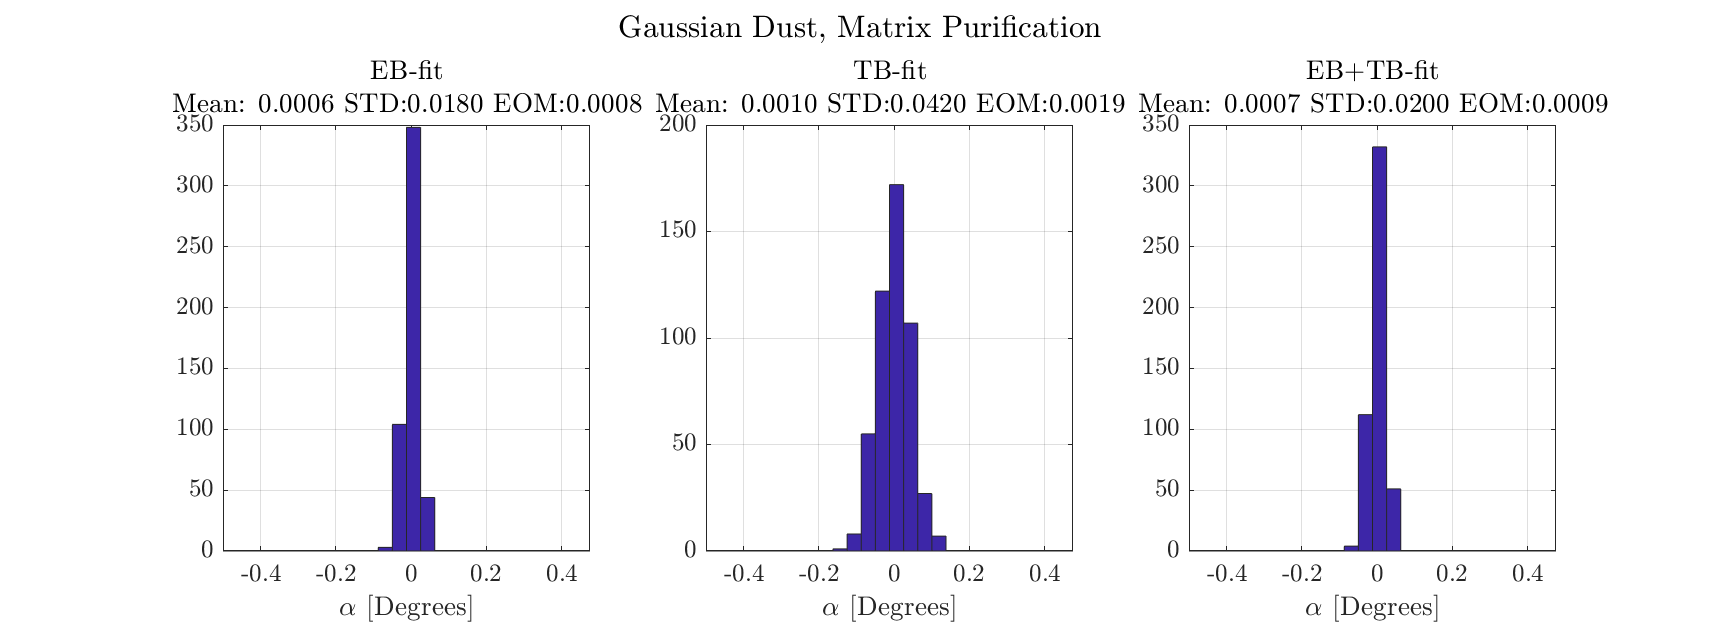 Gaussian Dust, Matrix Purification
EB-fit
Mean: 0.0006 STD:0.0180 EOM:0.0008
350
300
250
200
150
100
50
0
-0.4 -0.2 0 0.2 0.4
α [Degrees]
TB-fit
Mean: 0.0010 STD:0.0420 EOM:0.0019
200
150
100
50
0
-0.4 -0.2 0 0.2 0.4
α [Degrees]
EB+TB-fit
Mean: 0.0007 STD:0.0200 EOM:0.0009
350
300
250
200
150
100
50
0
-0.4 -0.2 0 0.2 0.4
α [Degrees]